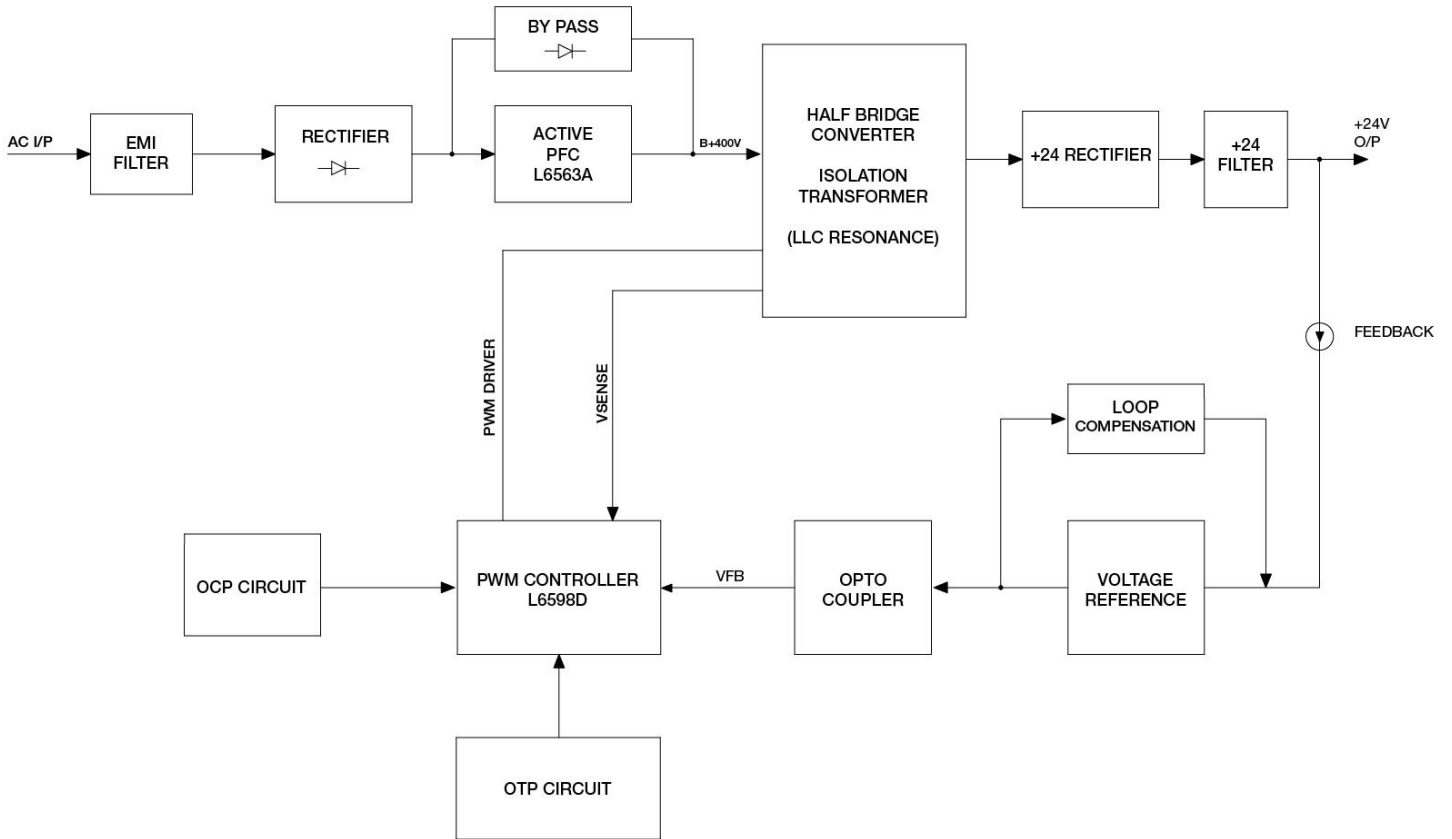 BY PASS
AC I/P
EMI
FILTER
RECTIFIER
ACTIVE
PFC
L6563A
B+400V
HALF BRIDGE
CONVERTER
ISOLATION
TRANSFORMER
(LLC RESONANCE)
+24 RECTIFIER
+24
FILTER
+24V
O/P
PWM DRIVER
VSENSE
FEEDBACK
LOOP
COMPENSATION
OCP CIRCUIT
PWM CONTROLLER
L6598D
VFB
OPTO
COUPLER
VOLTAGE
REFERENCE
OTP CIRCUIT